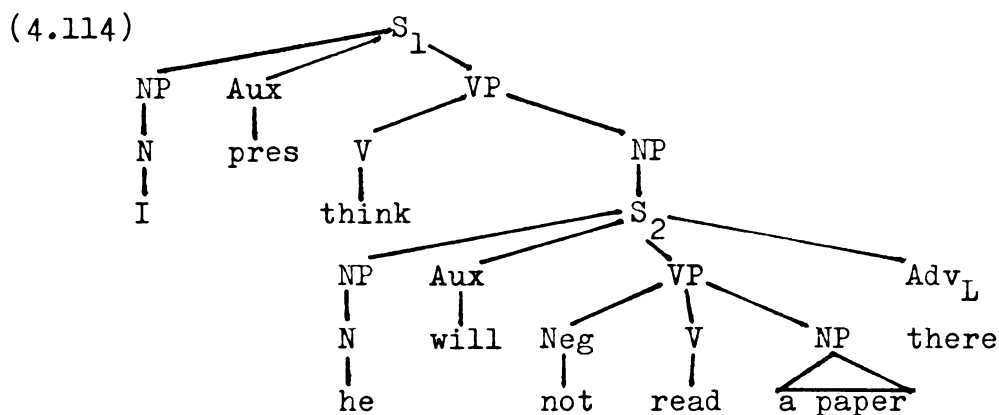 (4.114) S1
NP Aux VP
N pres V NP
I think S2
NP Aux VP AdvL
N will Neg V NP there
he not read a paper